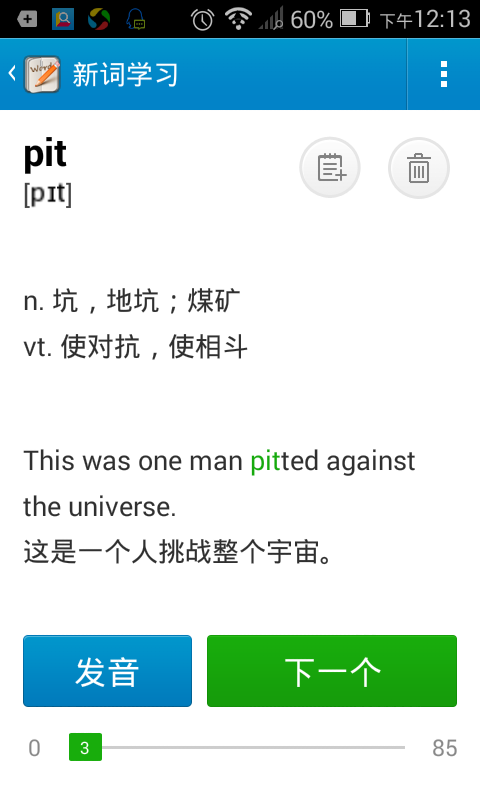 60% 下午12:13
新词学习
pit
[pɪt]
n. 坑，地坑；煤矿
vt. 使对抗，使相斗
This was one man pitted against
the universe.
这是一个人挑战整个宇宙。
发音 下一个
0 3 85